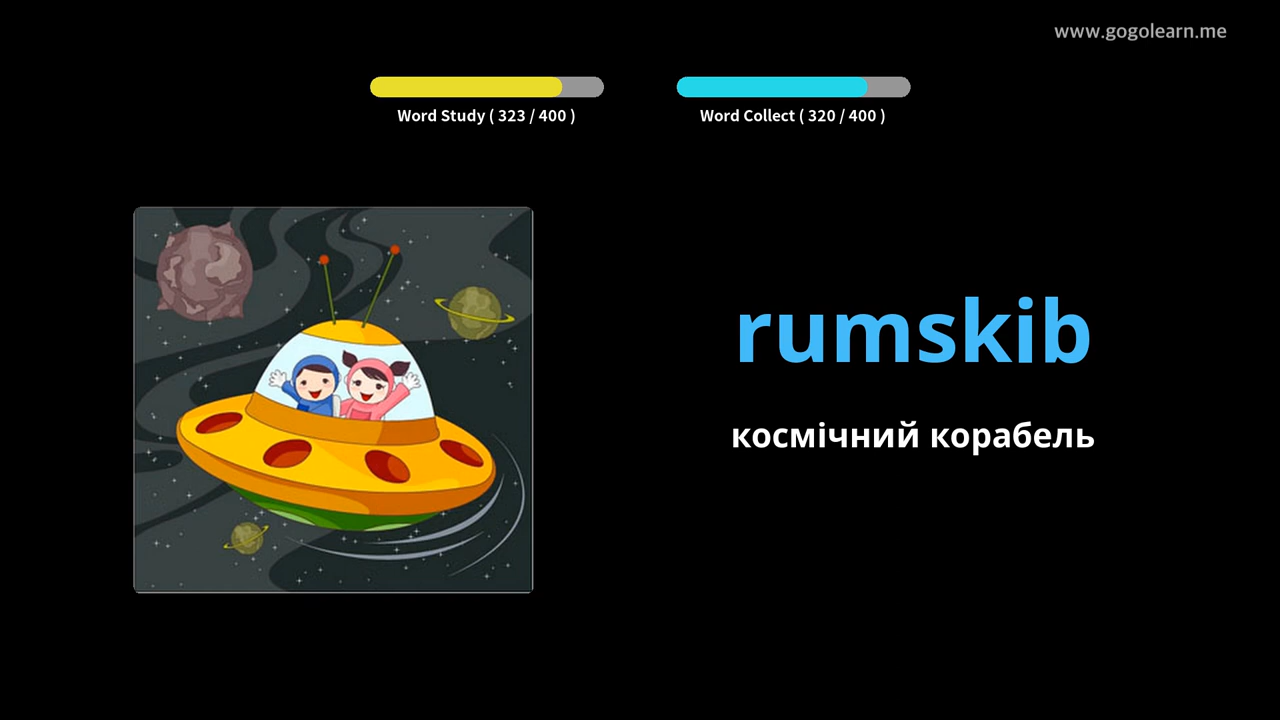 www.gogolearn.me
Word Study ( 323 / 400 )
Word Collect ( 320 / 400 )
rumskib
космічний корабель